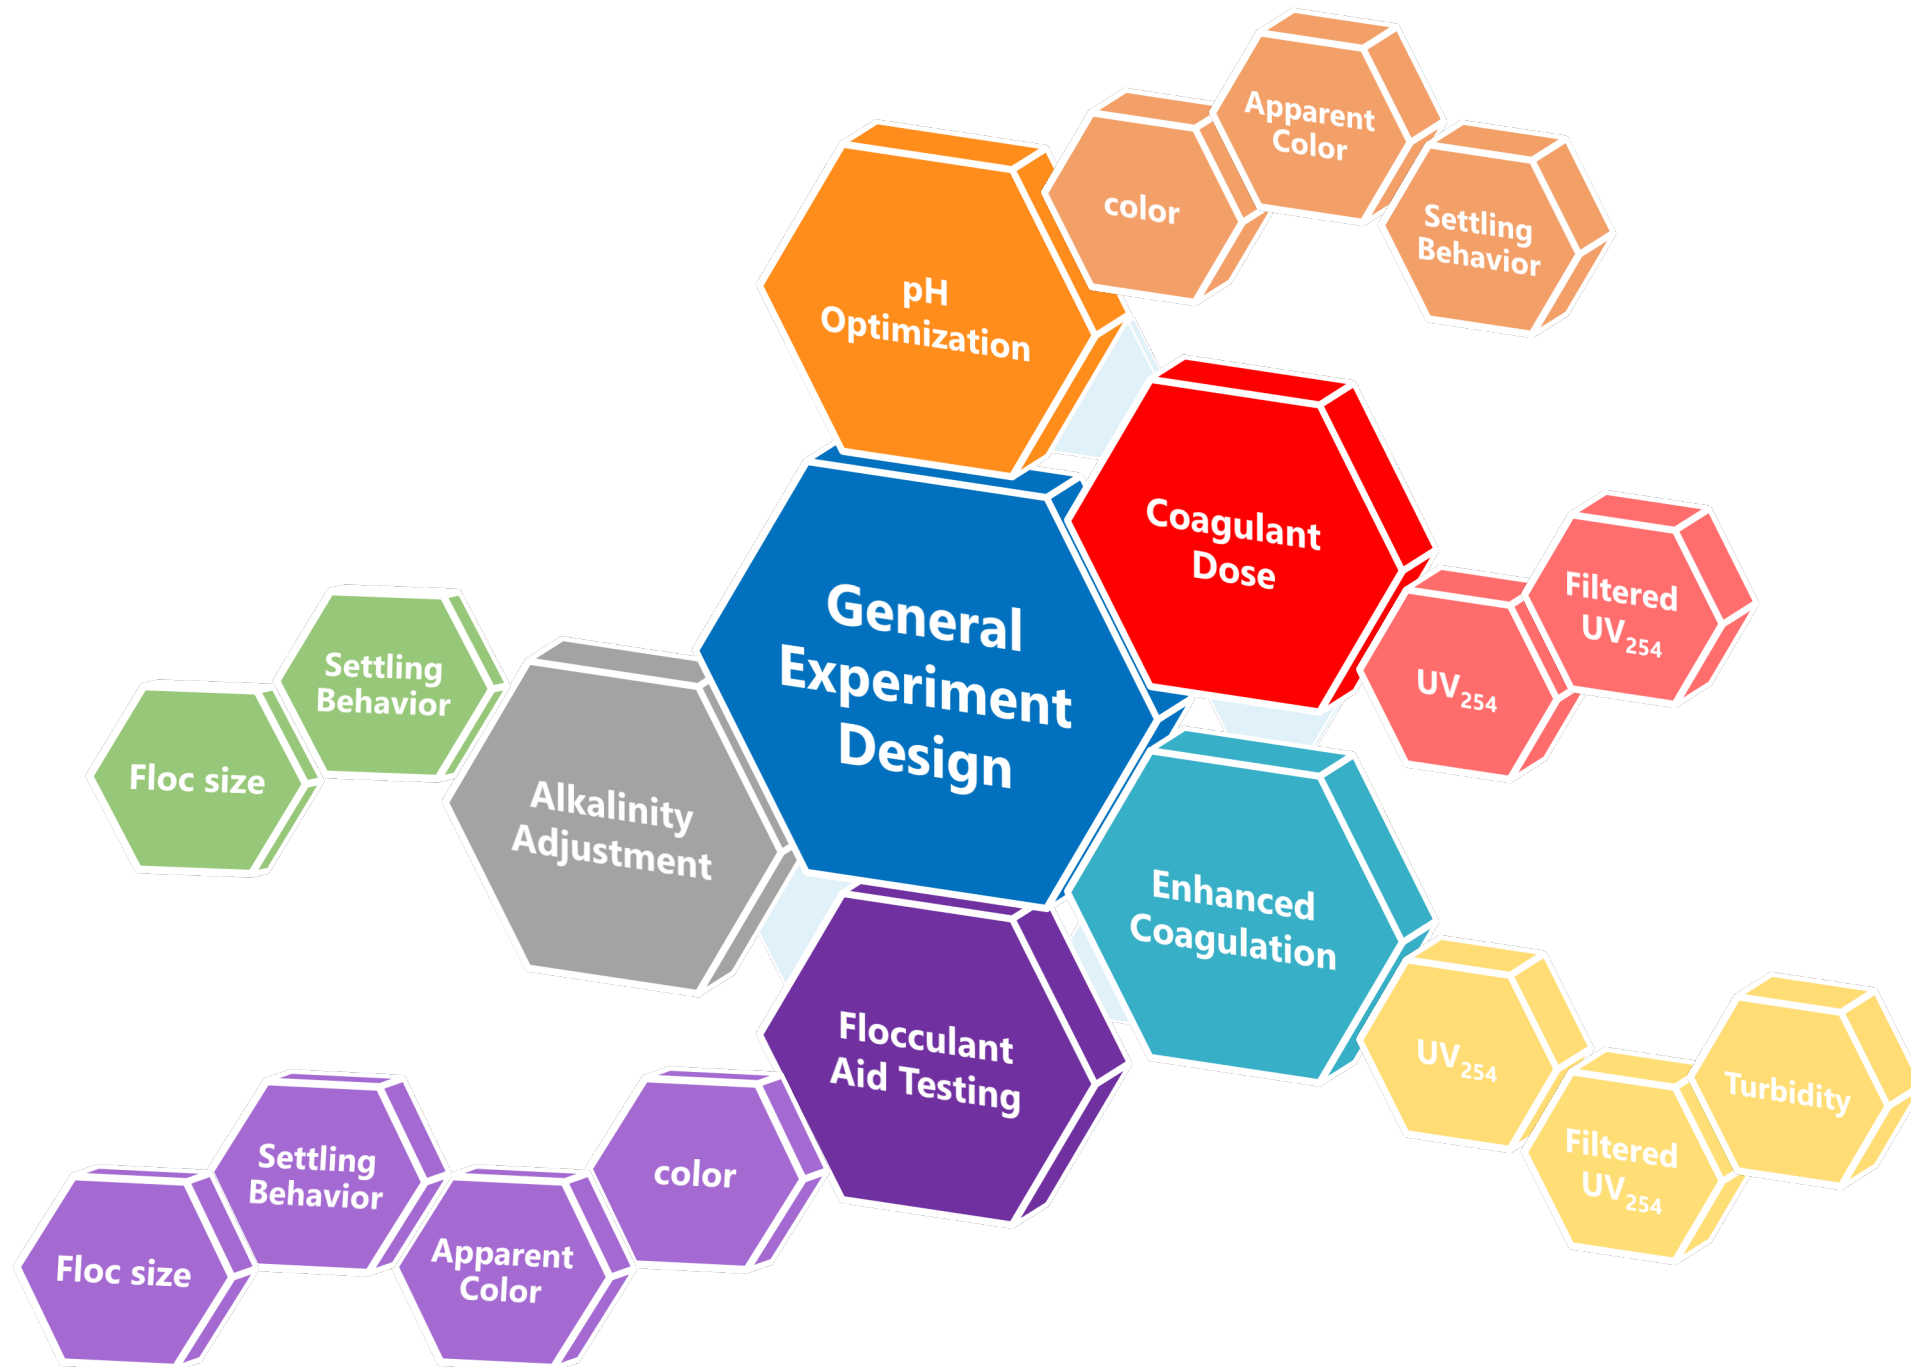 Apparent
Color
color
Settling
Behavior
pH
Optimization
Coagulant
Dose
Filtered
UV254
UV254
General
Experiment
Design
Settling
Behavior
Floc size
Alkalinity
Adjustment
Enhanced
Coagulation
UV254
Filtered
UV254
Turbidity
Flocculant
Aid Testing
color
Apparent
Color
Settling
Behavior
Floc size